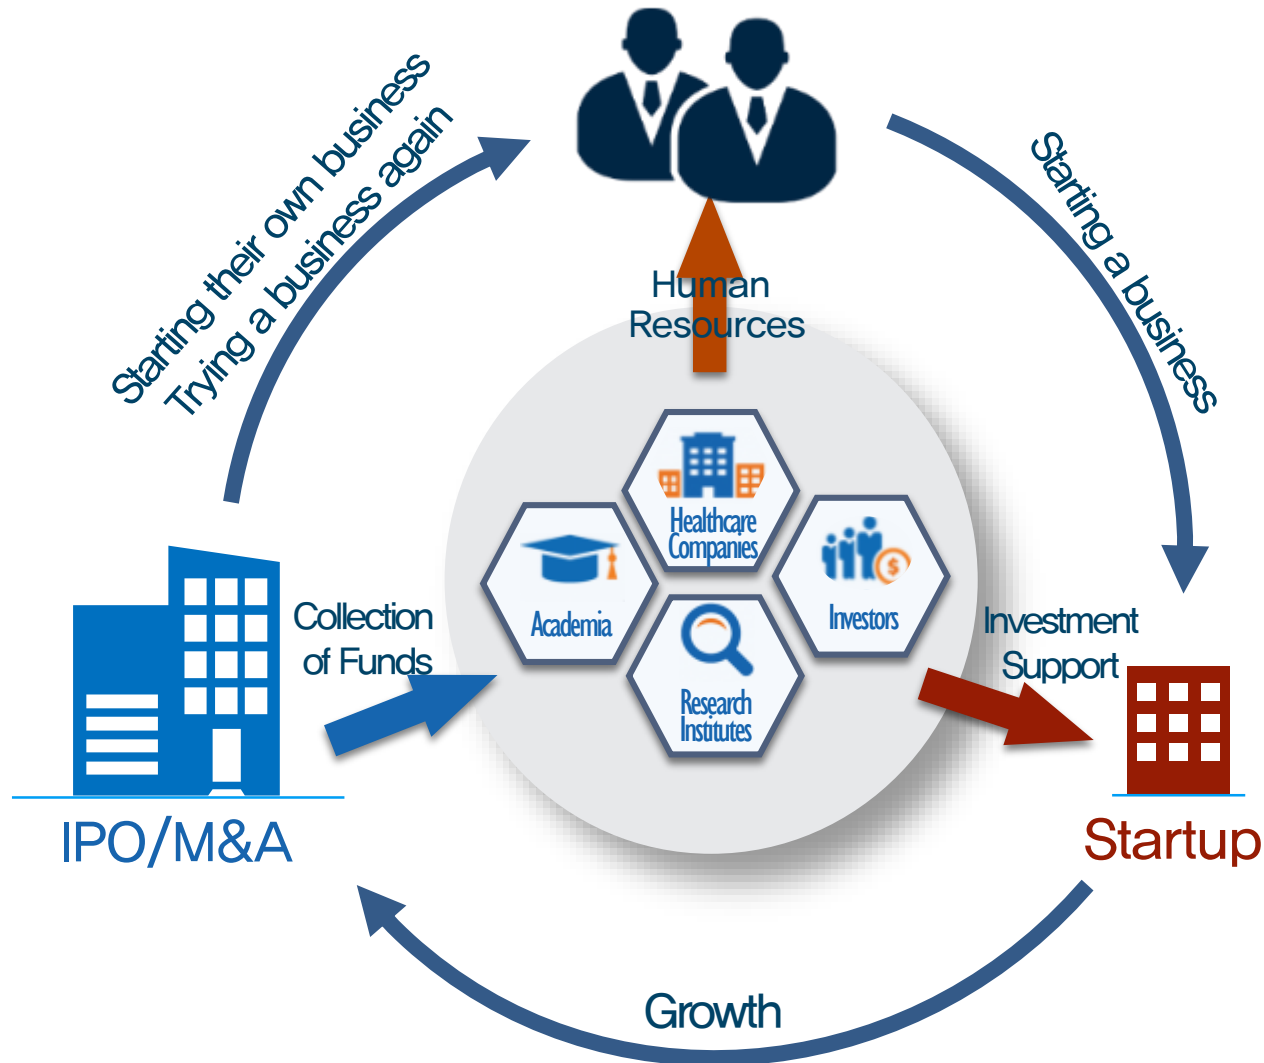 Starting their own business
Trying a business again
Starting a business
Human
Resources
Healthcare
Companies
Academia
Investors
Research
Institutes
Collection
of Funds
Investment
Support
IPO/M&A
Startup
Growth